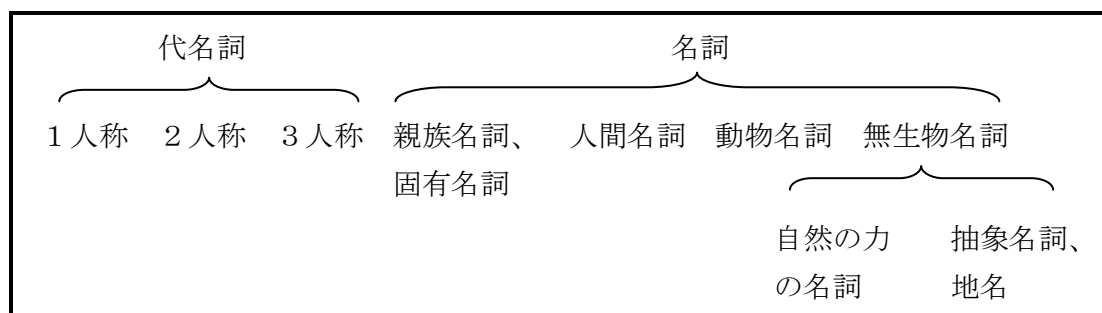 代名詞 名詞
１人称 ２人称 ３人称 親族名詞、 人間名詞 動物名詞 無生物名詞
固有名詞
自然の力 抽象名詞、
の名詞 地名